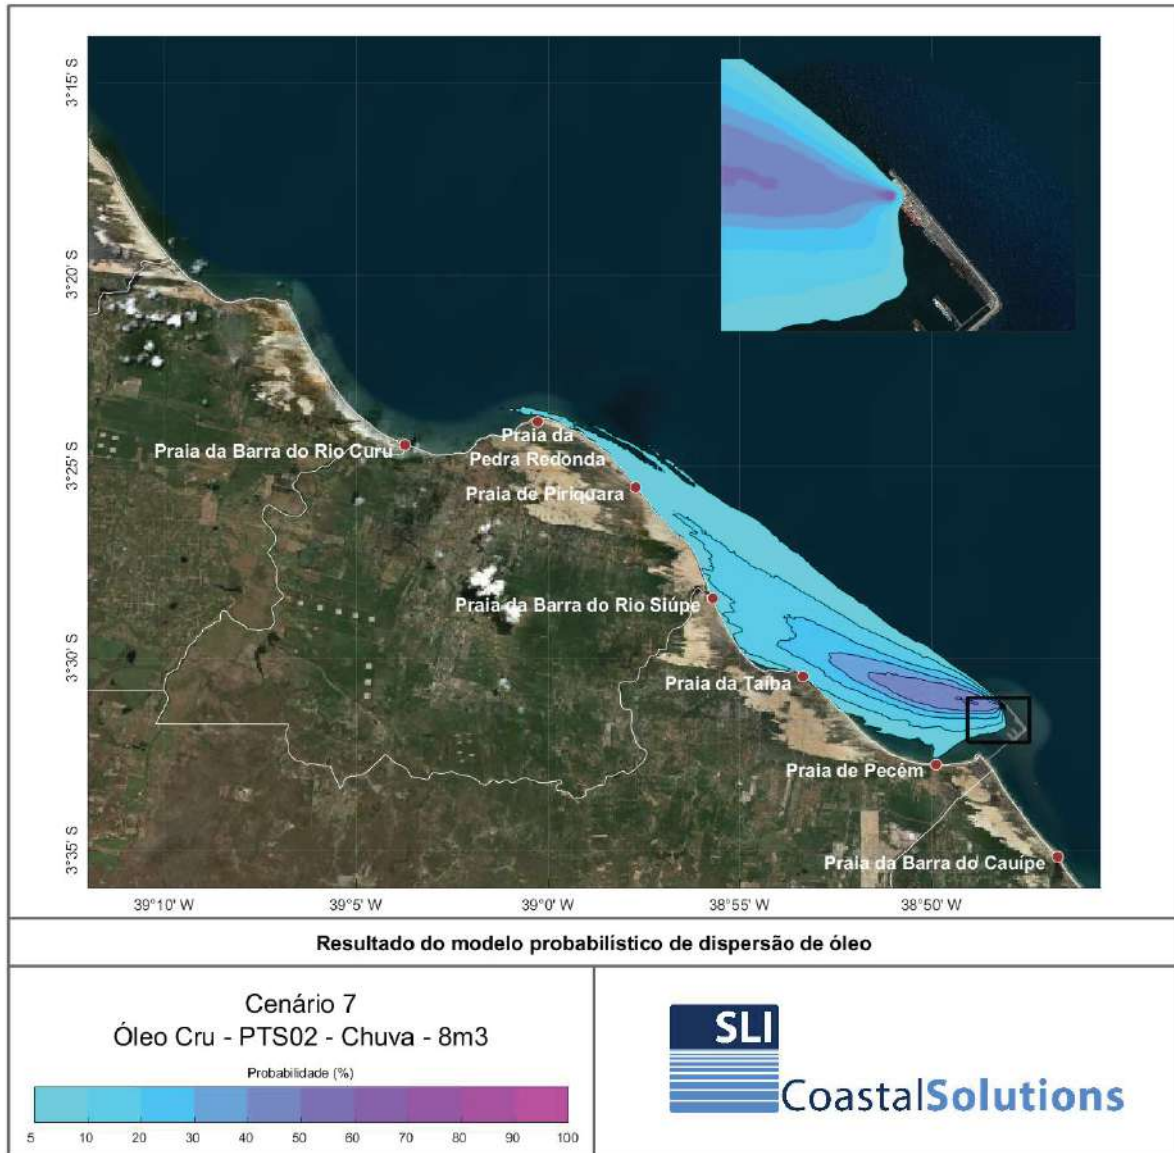 3°15' S
3°20' S
3°25' S
3°30' S
3°35' S
Praia da Barra do Rio Curu
Praia da
Pedra Redonda
Praia de Piriquara
Praia da Barra do Rio Siúpe
Praia da Taíba
Praia de Pecém
Praia da Barra do Cauípe
39°10' W
39°5' W
39°0' W
38°55' W
38°50' W
Resultado do modelo probabilístico de dispersão de óleo
Cenário 7
Óleo Cru - PTS02 - Chuva - 8m3
Probabilidade (%)
5 10 20 30 40 50 60 70 80 90 100
SLI
CoastalSolutions